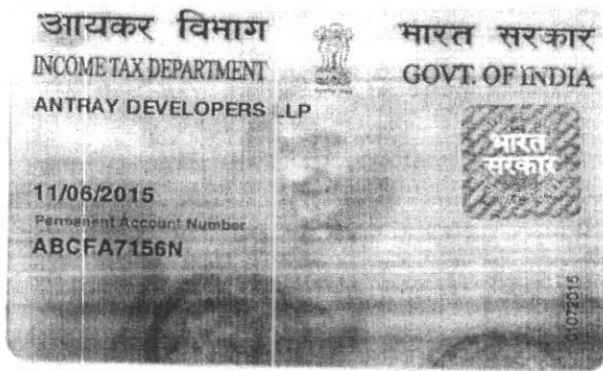 आयकर विभाग
INCOME TAX DEPARTMENT
भारत सरकार
GOVT. OF INDIA
ANTRAY DEVELOPERS LLP
भारत
सरकार
11/06/2015
Permanent Account Number
ABCFA7156N
01072015